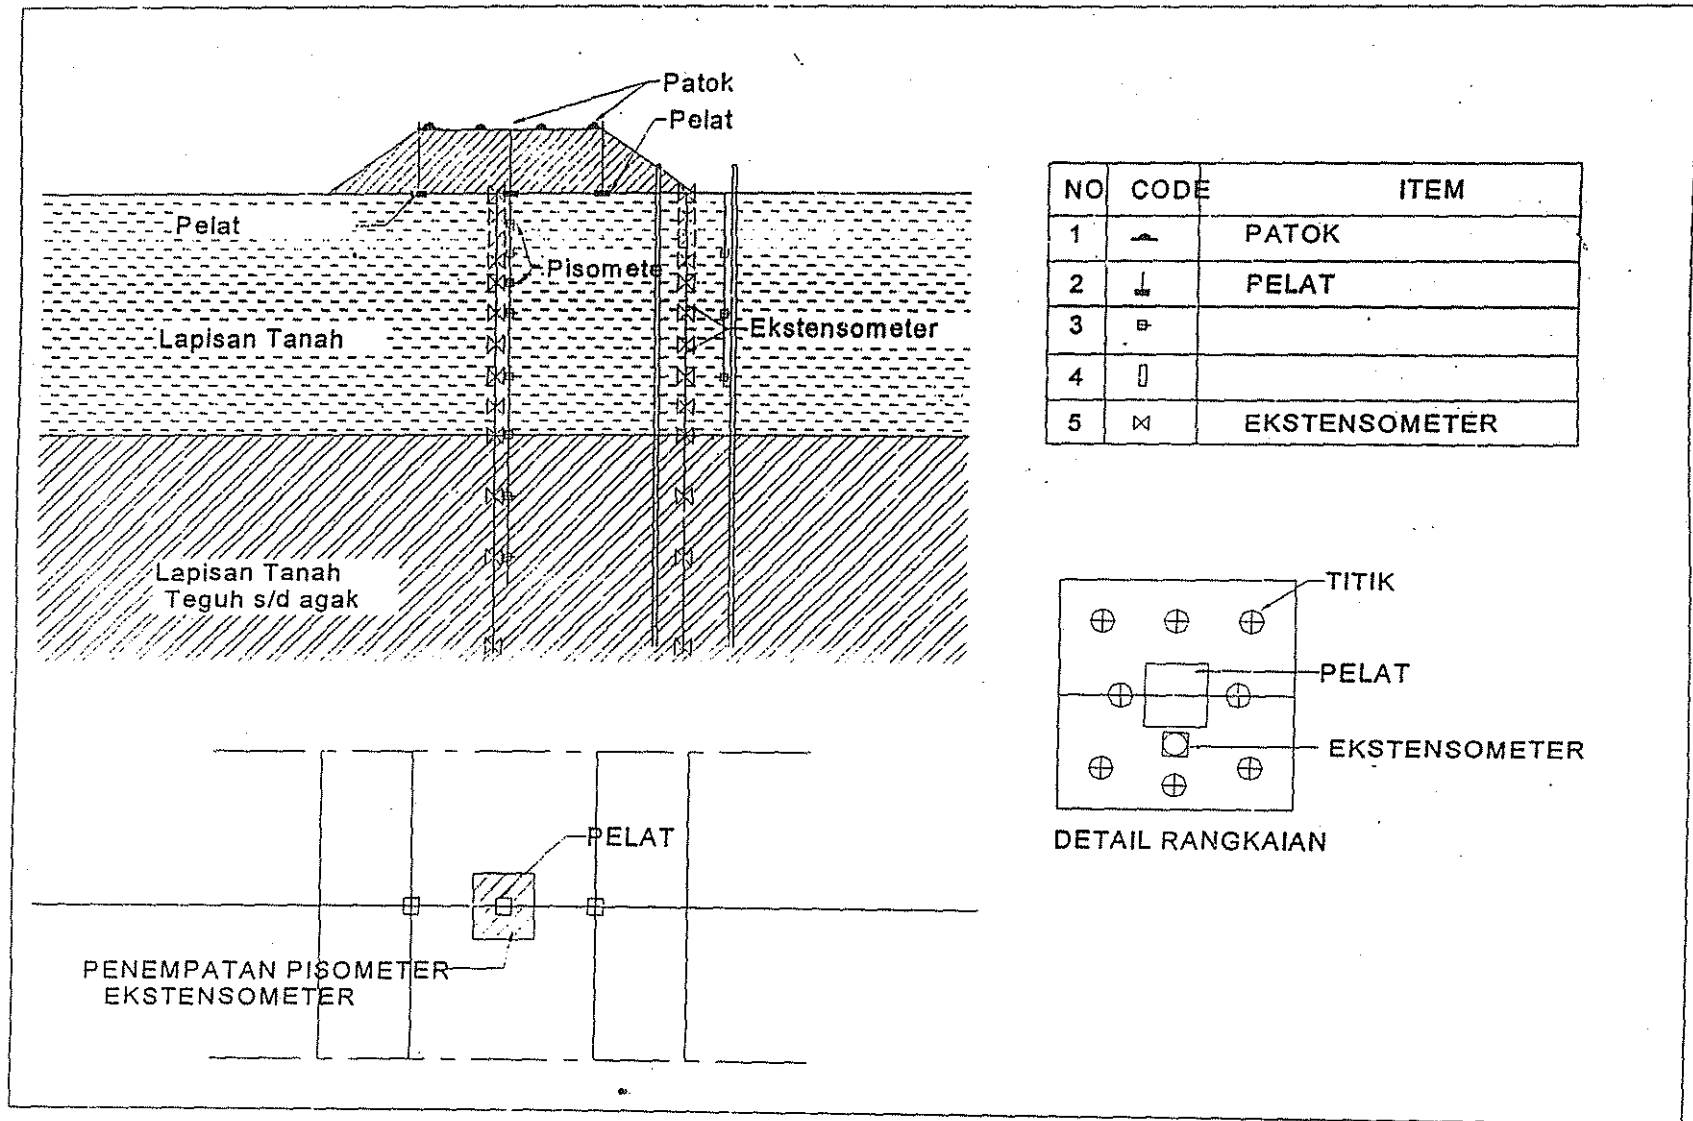 Patok
Pelat
Pelat
Pisomete
Lapisan Tanah
Ekstensometer
Lapisan Tanah
Teguh s/d agak
NO CODE ITEM
1 PATOK
2 PELAT
3
4
5 EKSTENSOMETER
TITIK
PELAT
EKSTENSOMETER
DETAIL RANGKAIAN
PELAT
PENEMPATAN PISOMETER
EKSTENSOMETER